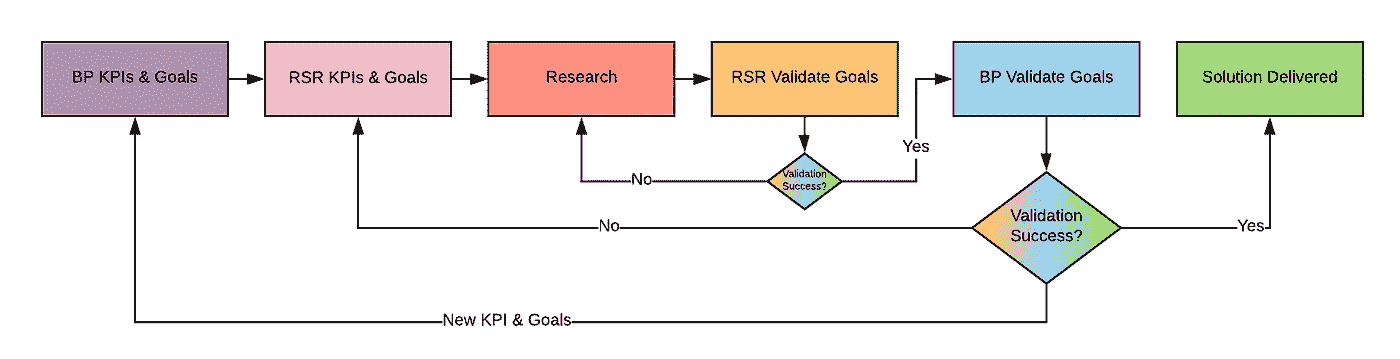 BP KPIs & Goals
RSR KPIs & Goals
Research
RSR Validate Goals
BP Validate Goals
Solution Delivered
Yes
Validation
Success?
No
Validation
Success?
No
Yes
New KPI & Goals